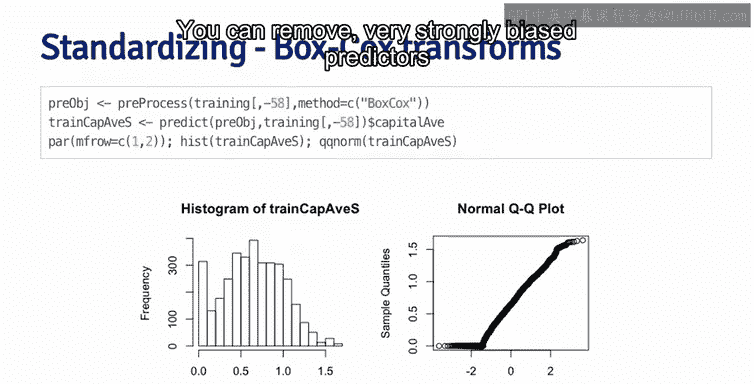 Standardizing - Box-Cox transforms
You can remove, very strongly biased
predictors
preObj <- preProcess(training[,-58],method=c("BoxCox"))
trainCapAveS <- predict(preObj,training[,-58])$capitalAve
par(mfrow=c(1,2)); hist(trainCapAveS); qqnorm(trainCapAveS)
Histogram of trainCapAveS
Frequency
300
100
0
0.0 0.5 1.0 1.5
Normal Q-Q Plot
Sample Quantiles
1.5
1.0
0.5
0.0
-2 0 2